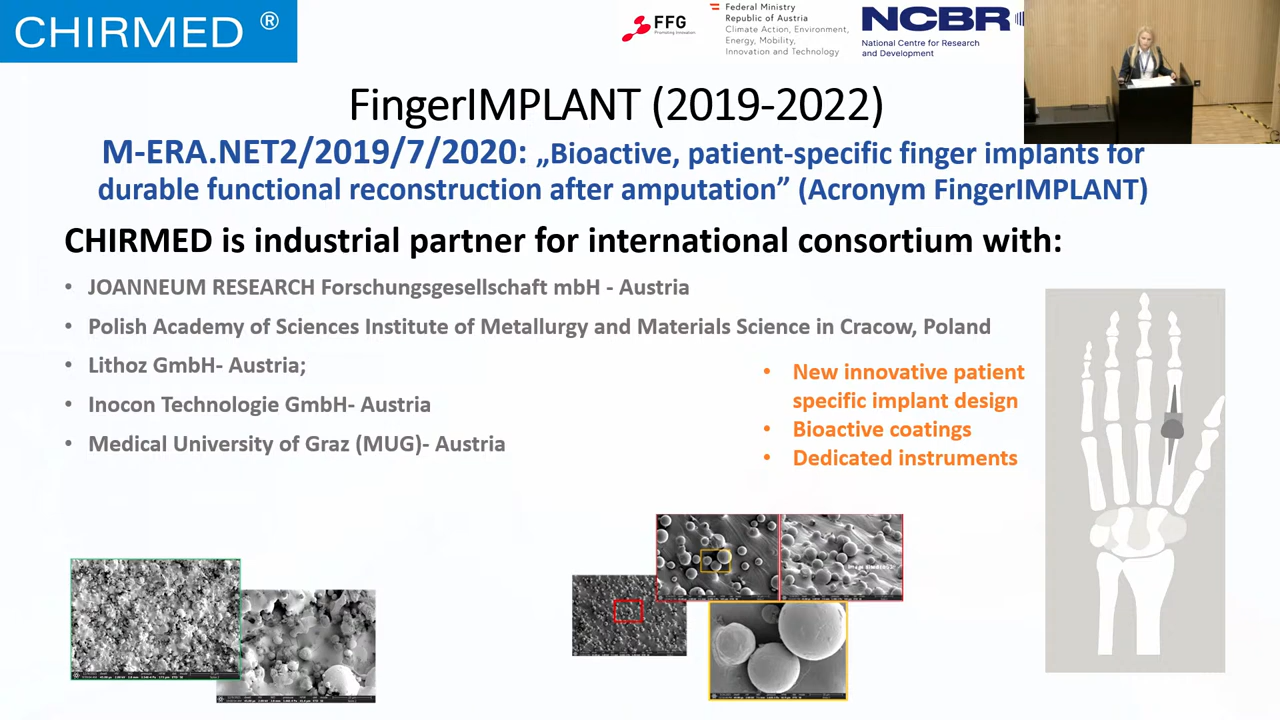 CHIRMED ®
FFG
Promoting Innovation.
Federal Ministry
Republic of Austria
Climate Action, Environment,
Energy, Mobility,
Innovation and Technology
NCBR
National Centre for Research
and Development
FingerIMPLANT (2019-2022)
M-ERA.NET2/2019/7/2020: „Bioactive, patient-specific finger implants for
durable functional reconstruction after amputation” (Acronym FingerIMPLANT)
CHIRMED is industrial partner for international consortium with:
• JOANNEUM RESEARCH Forschungsgesellschaft mbH - Austria
• Polish Academy of Sciences Institute of Metallurgy and Materials Science in Cracow, Poland
• Lithoz GmbH- Austria;
• Inocon Technologie GmbH- Austria
• Medical University of Graz (MUG)- Austria
• New innovative patient
specific implant design
• Bioactive coatings
• Dedicated instruments